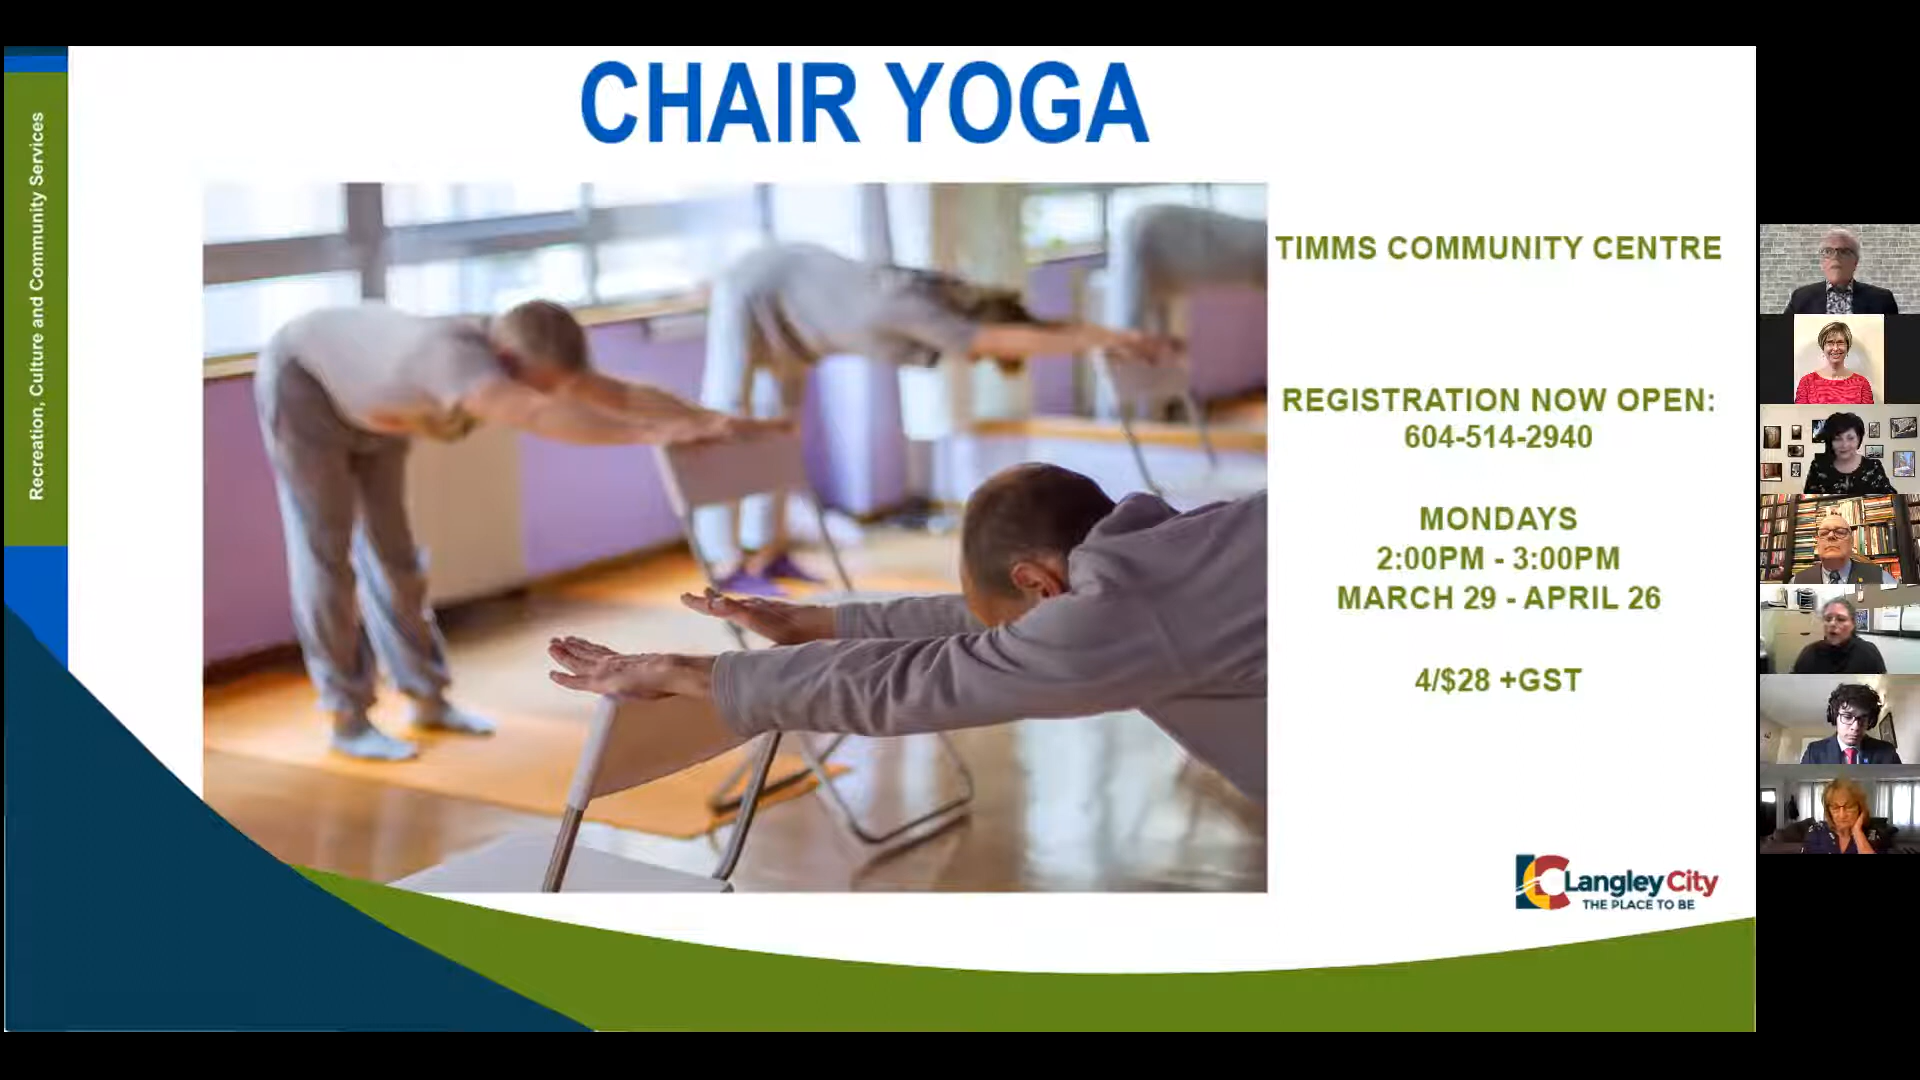 CHAIR YOGA
Recreation, Culture and Community Services
TIMMS COMMUNITY CENTRE
REGISTRATION NOW OPEN:
604-514-2940
MONDAYS
2:00PM - 3:00PM
MARCH 29 - APRIL 26
4/$28 +GST
Langley City
THE PLACE TO BE